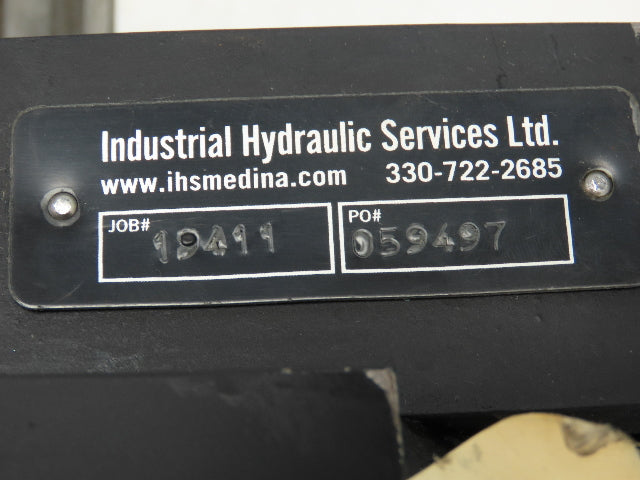 Industrial Hydraulic Services Ltd.
www.ihsmedina.com 330-722-2685
JOB# 19411 PO# 059497